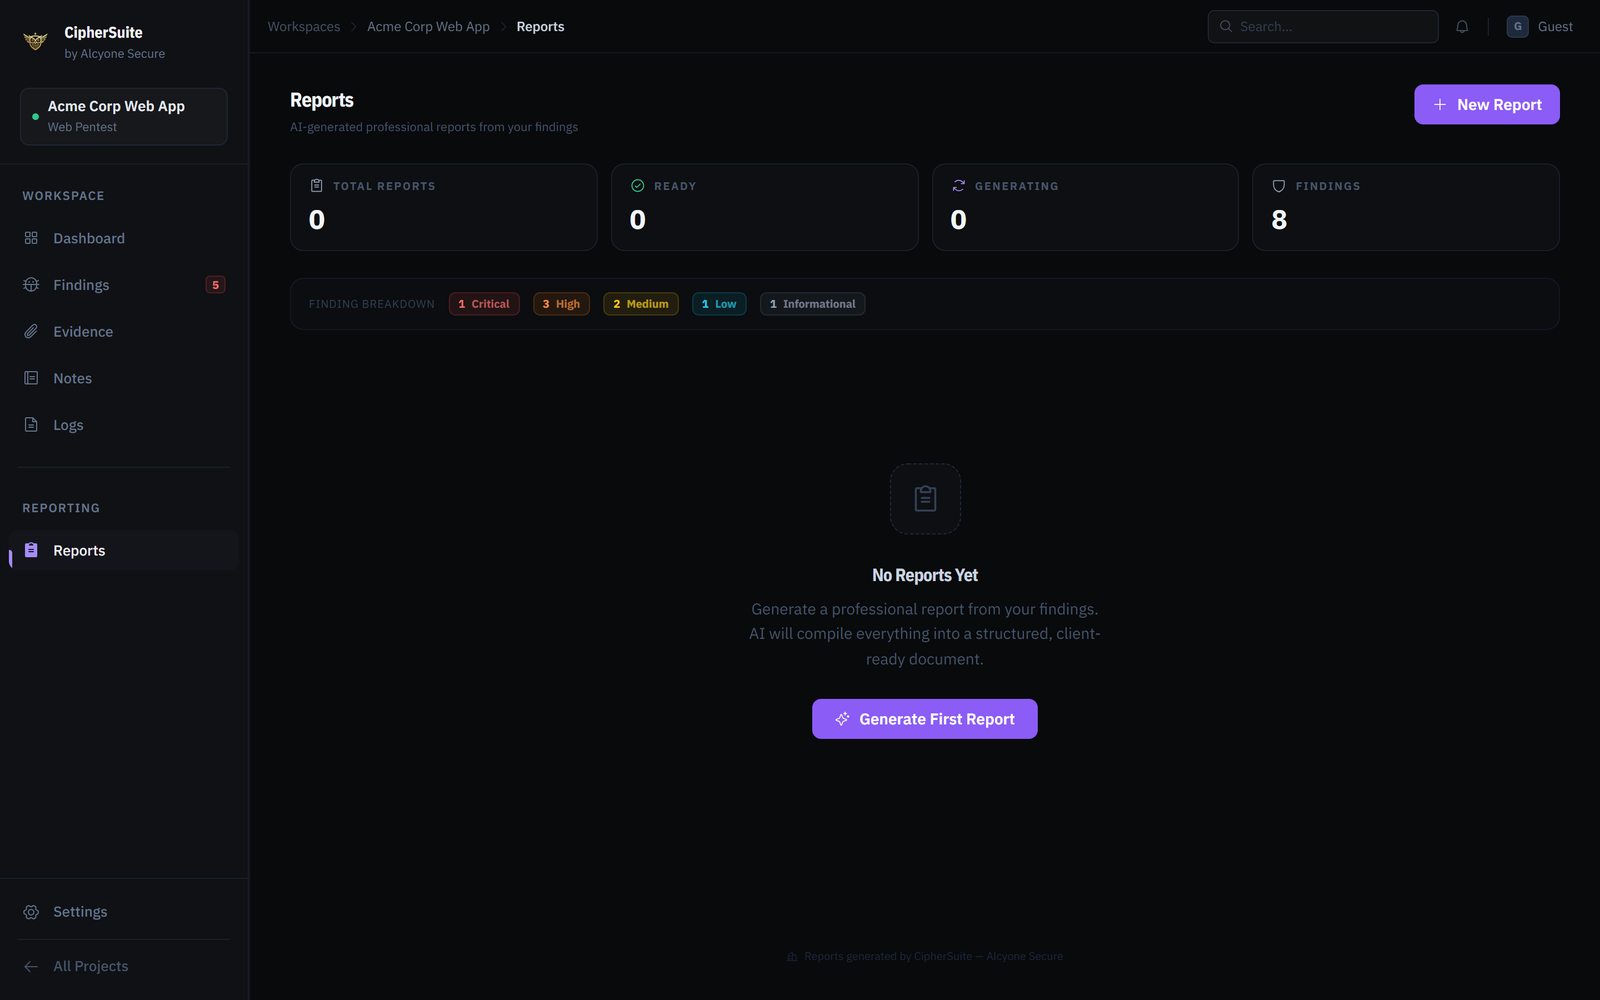 CipherSuite
by Alcyone Secure
Acme Corp Web App
Web Pentest
WORKSPACE
Dashboard
Findings
5
Evidence
Notes
Logs
REPORTING
Reports
Settings
All Projects
Workspaces
Acme Corp Web App
Reports
Search...
G
Guest
Reports
AI-generated professional reports from your findings
New Report
TOTAL REPORTS
0
READY
0
GENERATING
0
FINDINGS
8
FINDING BREAKDOWN
1 Critical
3 High
2 Medium
1 Low
1 Informational
No Reports Yet
Generate a professional report from your findings.
AI will compile everything into a structured, client-
ready document.
Generate First Report
Reports generated by CipherSuite — Alcyone Secure